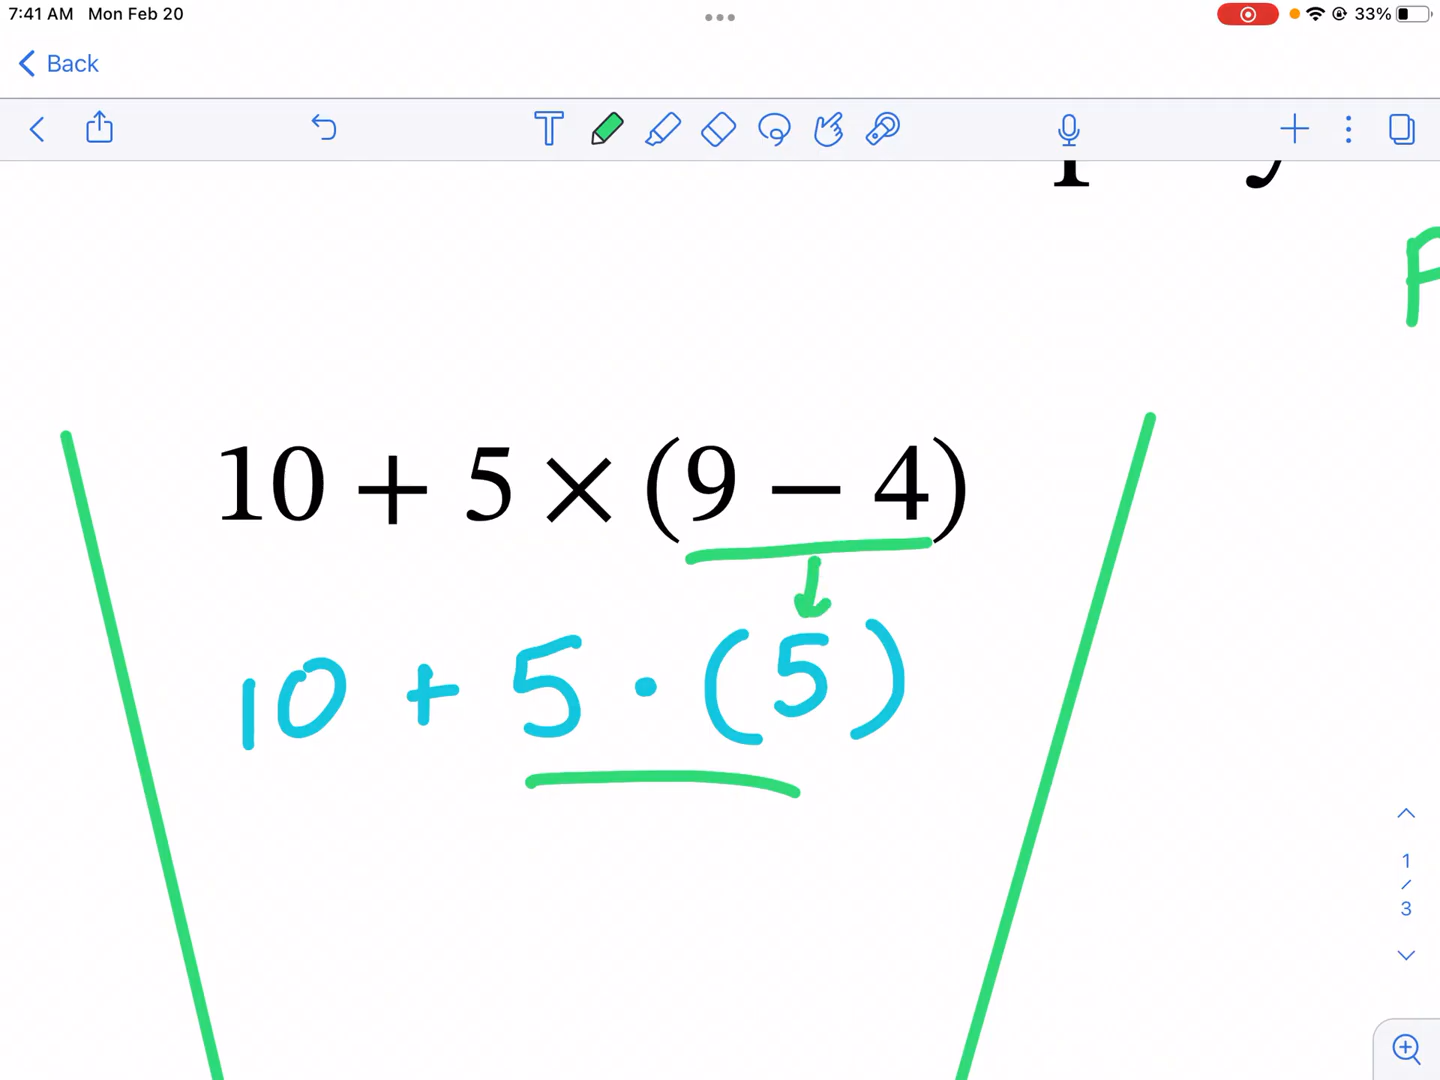 7:41 AM Mon Feb 20
33%
Back
T
P
10 + 5 × (9 − 4)
10 + 5 · (5)
1
/
3